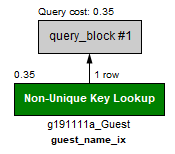 Query cost: 0.35
query_block #1
0.35
1 row
Non-Unique Key Lookup
g191111a_Guest
guest_name_ix